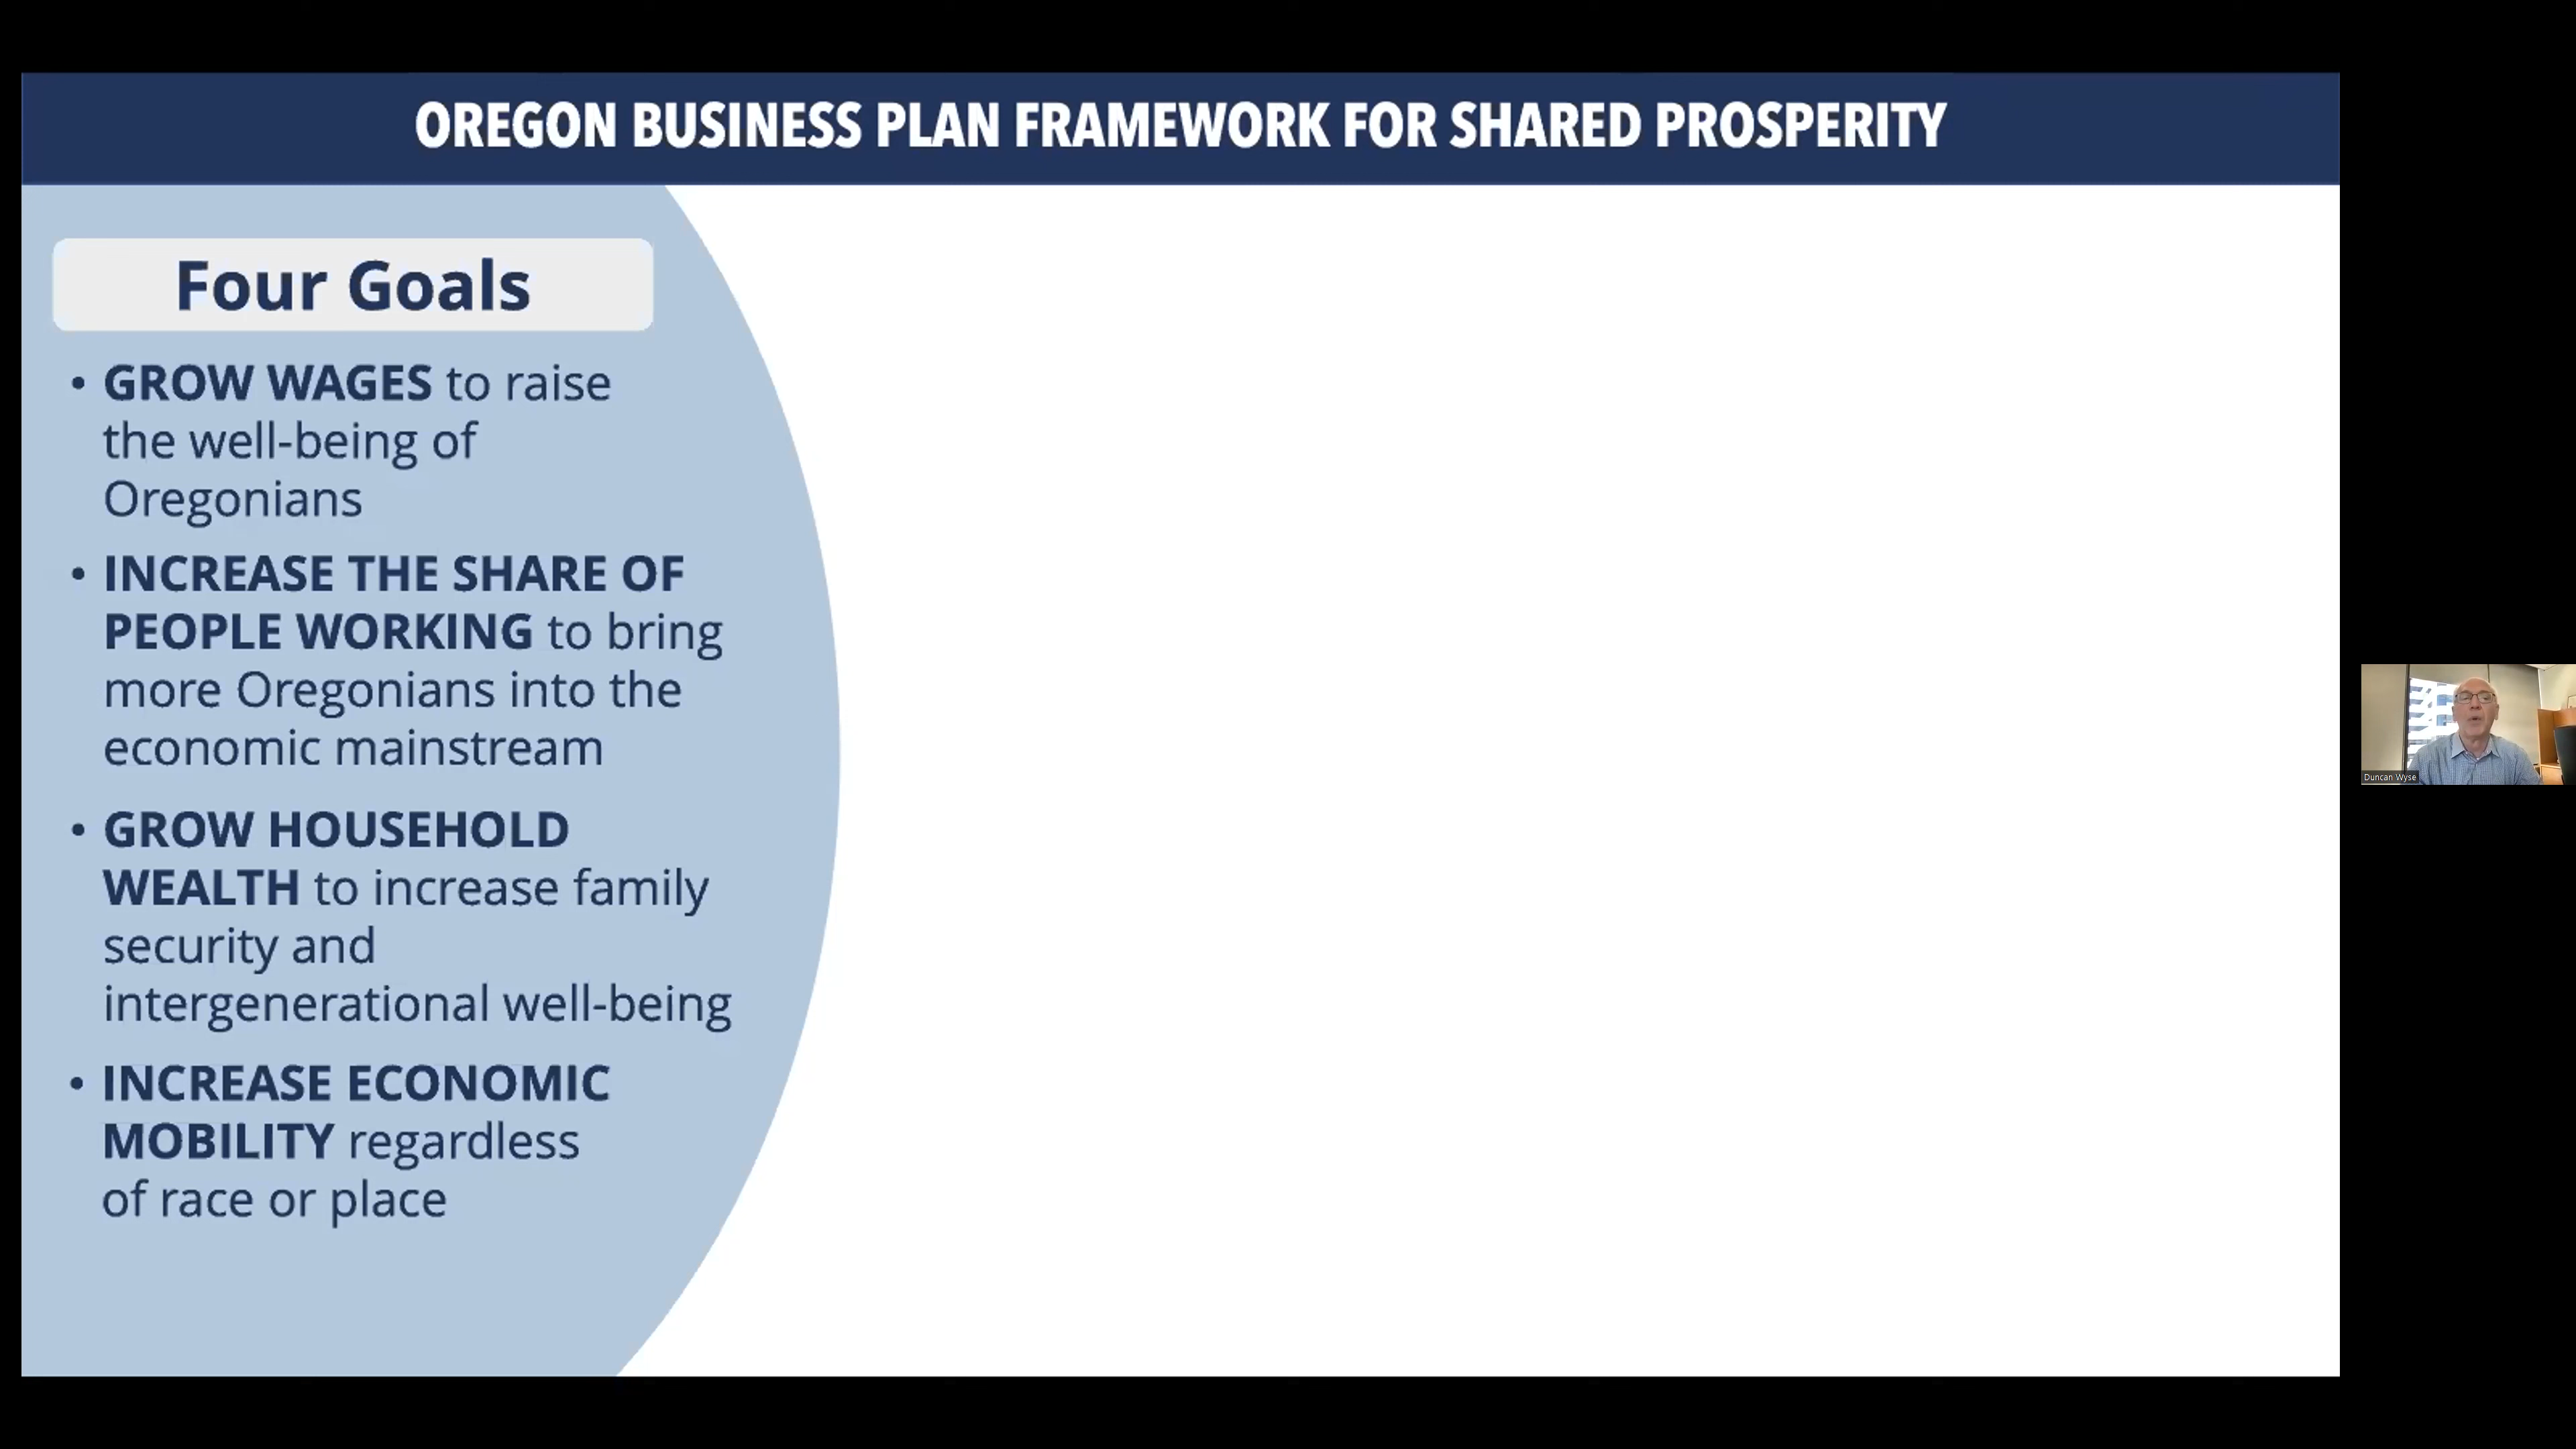 OREGON BUSINESS PLAN FRAMEWORK FOR SHARED PROSPERITY
Four Goals
• GROW WAGES to raise
the well-being of
Oregonians
• INCREASE THE SHARE OF
PEOPLE WORKING to bring
more Oregonians into the
economic mainstream
• GROW HOUSEHOLD
WEALTH to increase family
security and
intergenerational well-being
• INCREASE ECONOMIC
MOBILITY regardless
of race or place
Duncan Wyse